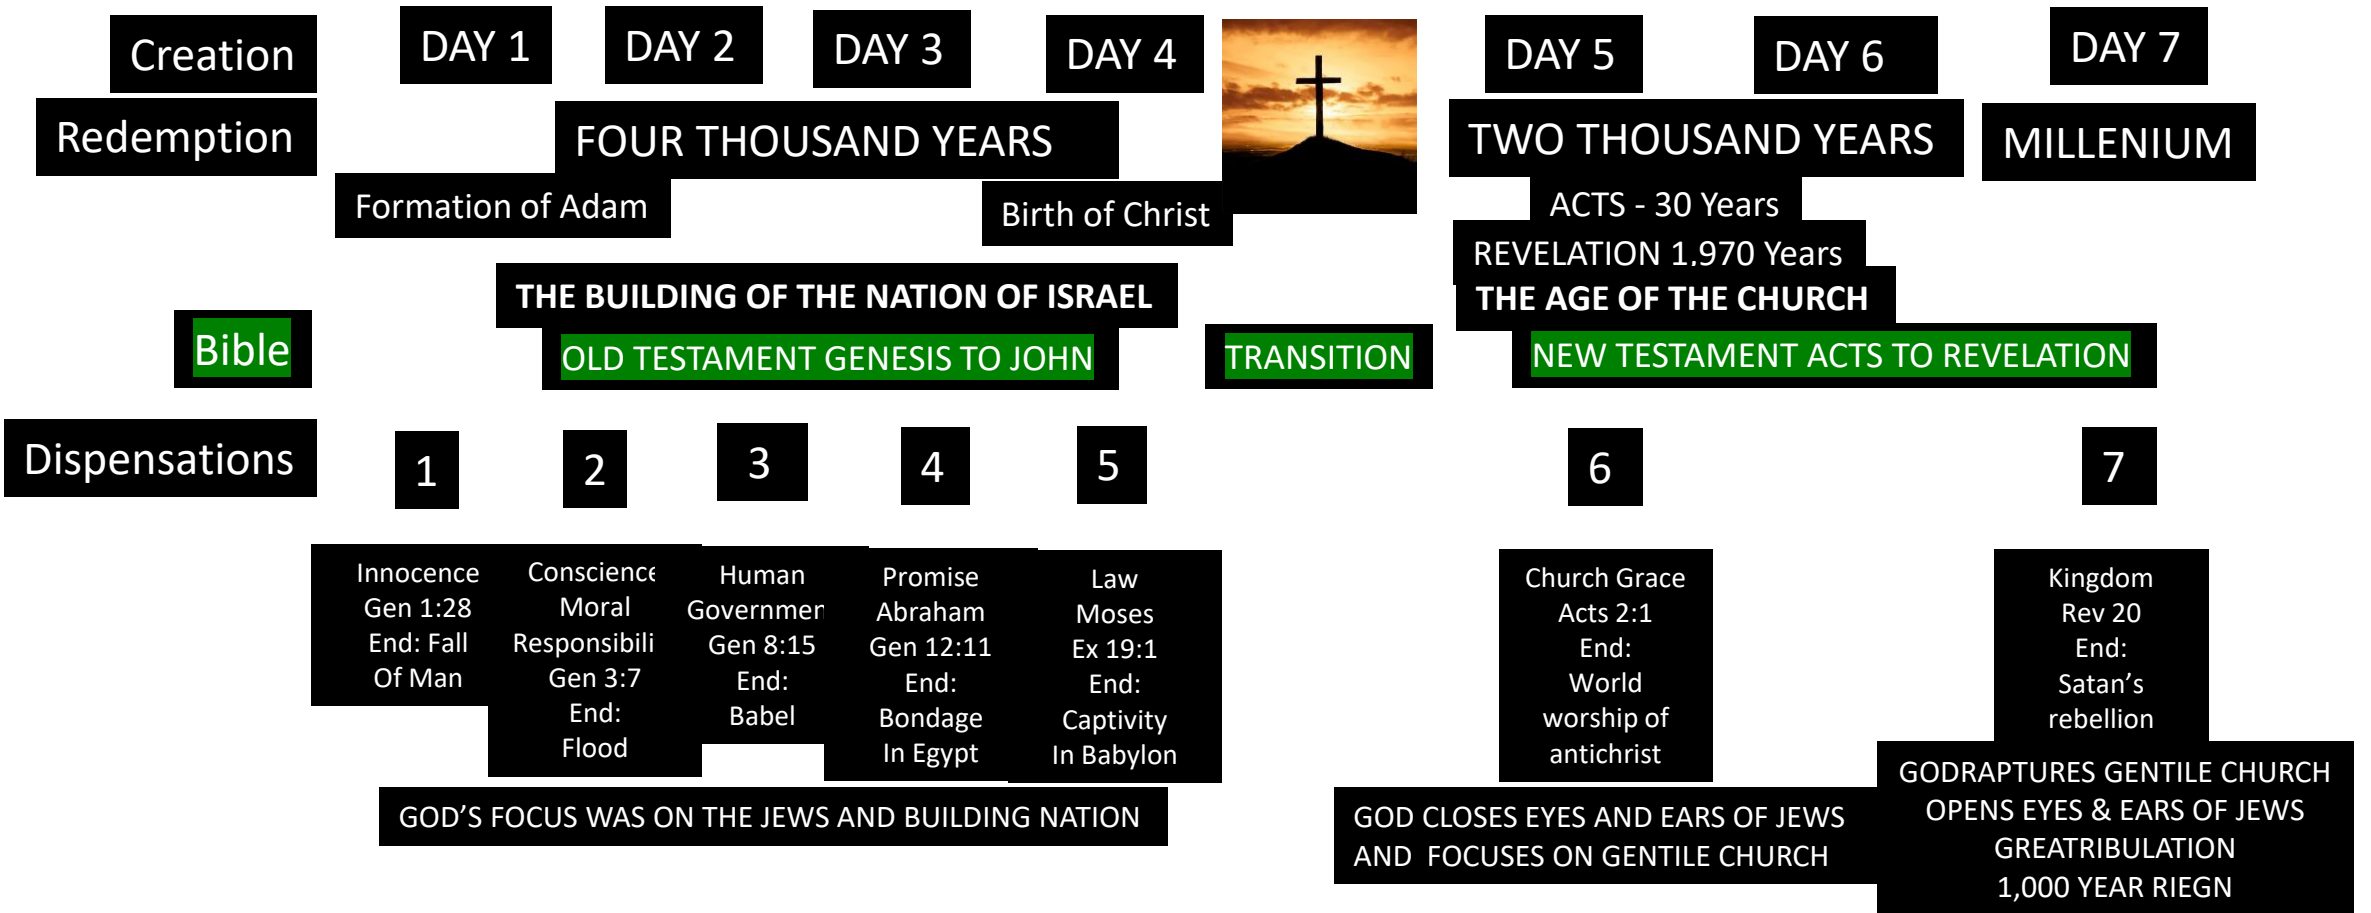 Creation
DAY 1
DAY 2
DAY 3
DAY 4
DAY 5
DAY 6
DAY 7
Redemption
FOUR THOUSAND YEARS
TWO THOUSAND YEARS
MILLENIUM
Formation of Adam
Birth of Christ
ACTS - 30 Years
REVELATION 1,970 Years
THE BUILDING OF THE NATION OF ISRAEL
THE AGE OF THE CHURCH
Bible
OLD TESTAMENT GENESIS TO JOHN
TRANSITION
NEW TESTAMENT ACTS TO REVELATION
Dispensations
1
2
3
4
5
6
7
Innocence
Gen 1:28
End: Fall
Of Man
Conscience
Moral
Responsibili
Gen 3:7
End:
Flood
Human
Governmen
Gen 8:15
End:
Babel
Promise
Abraham
Gen 12:11
End:
Bondage
In Egypt
Law
Moses
Ex 19:1
End:
Captivity
In Babylon
Church Grace
Acts 2:1
End:
World
worship of
antichrist
Kingdom
Rev 20
End:
Satan's
rebellion
GOD'S FOCUS WAS ON THE JEWS AND BUILDING NATION
GOD CLOSES EYES AND EARS OF JEWS
AND FOCUSES ON GENTILE CHURCH
GODRAPTURES GENTILE CHURCH
OPENS EYES & EARS OF JEWS
GREATRIBULATION
1,000 YEAR RIEGN